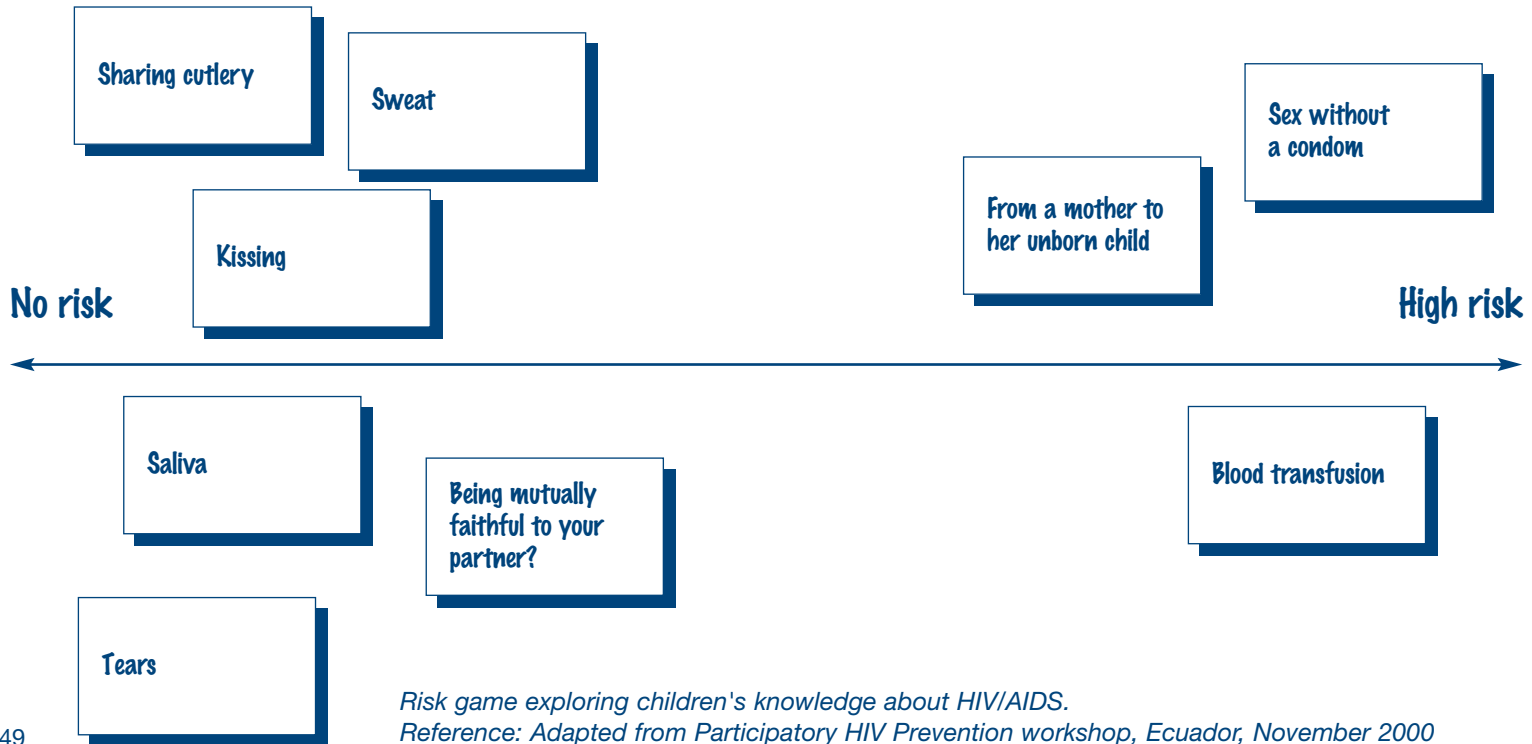 Sharing cutlery
Sweat
Sex without
a condom
From a mother to
her unborn child
Kissing
No risk
High risk
Saliva
Being mutually
faithful to your
partner?
Blood transfusion
Tears
Risk game exploring children's knowledge about HIV/AIDS.
Reference: Adapted from Participatory HIV Prevention workshop, Ecuador, November 2000
49